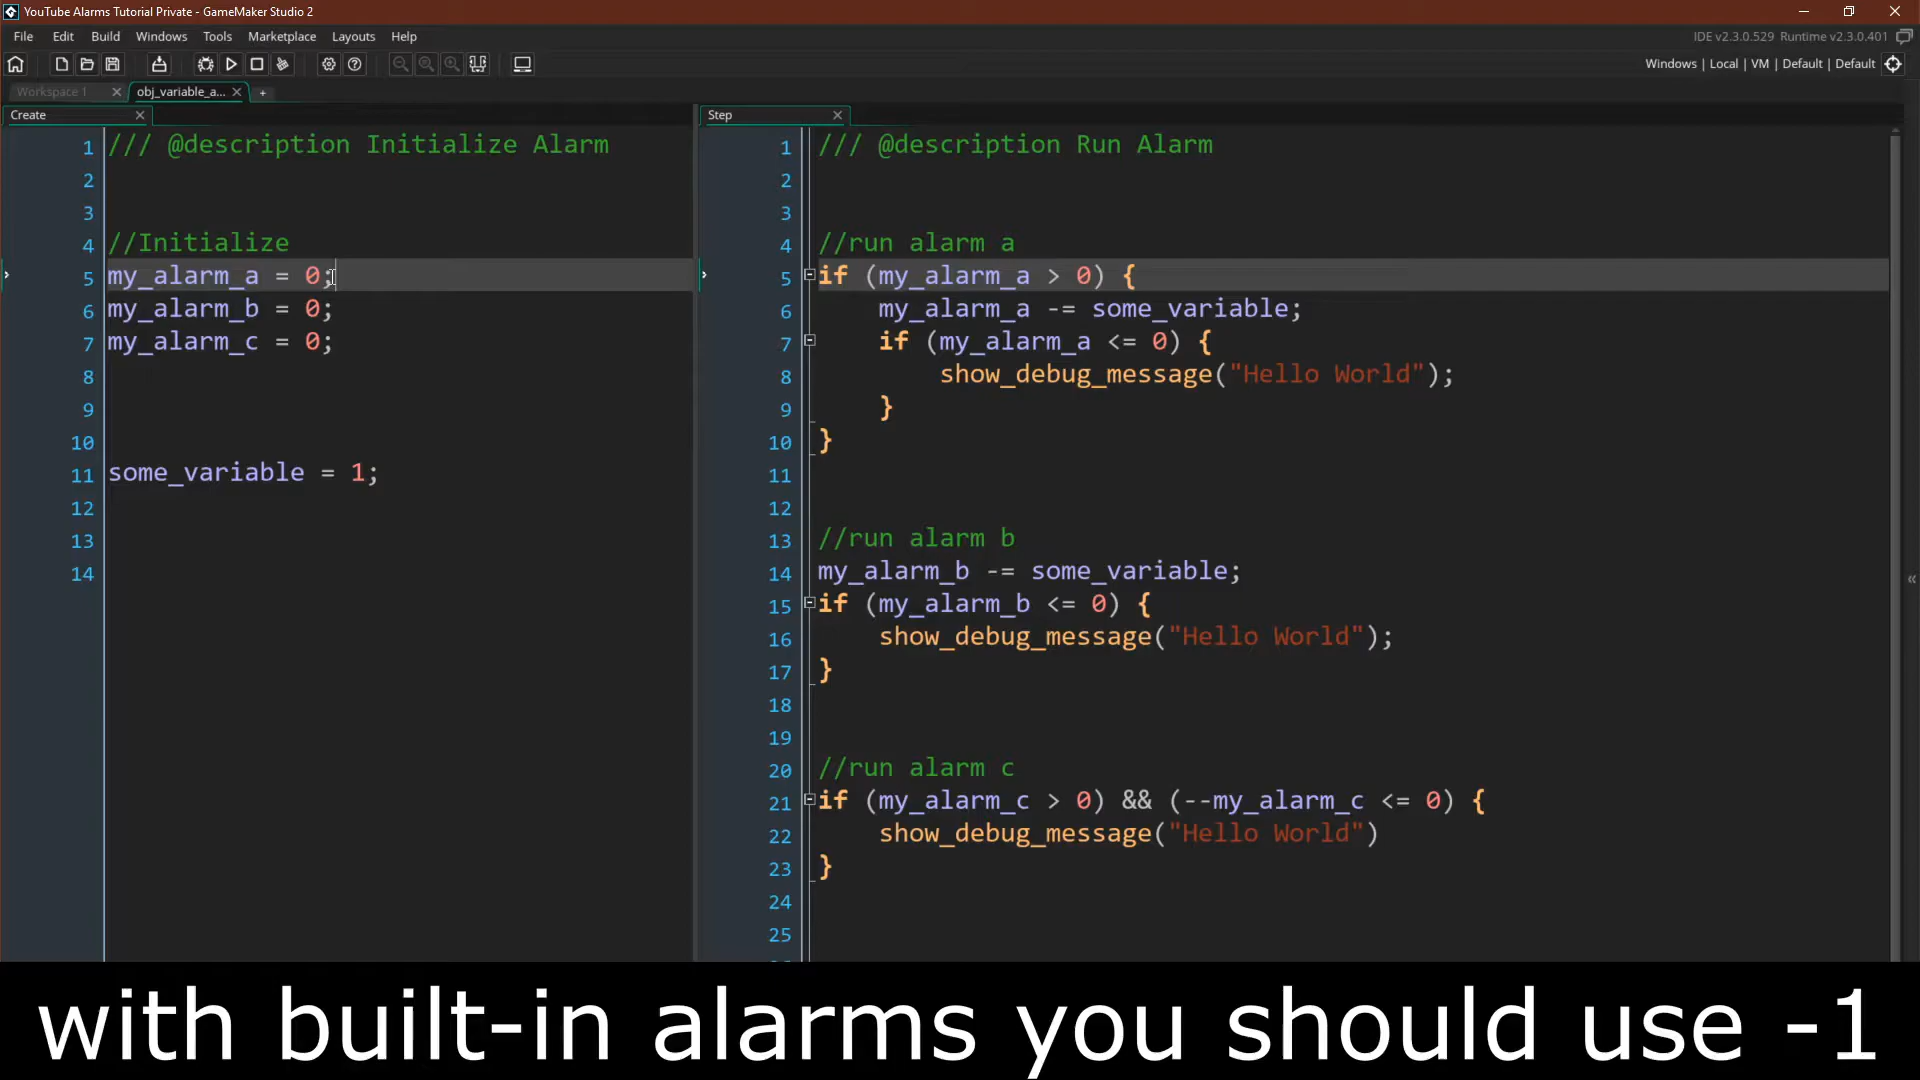 YouTube Alarms Tutorial Private - GameMaker Studio 2
File Edit Build Windows Tools Marketplace Layouts Help
IDE v2.3.0.529 Runtime v2.3.0.401
Windows | Local | VM | Default | Default
Workspace 1
obj_variable_a...
Create
1 /// @description Initialize Alarm
2
3
4 //Initialize
5 my_alarm_a = 0;
6 my_alarm_b = 0;
7 my_alarm_c = 0;
8
9
10
11 some_variable = 1;
12
13
14
Step
1 /// @description Run Alarm
2
3
4 //run alarm a
5 if (my_alarm_a > 0) {
6 my_alarm_a -= some_variable;
7 if (my_alarm_a <= 0) {
8 show_debug_message("Hello World");
9 }
10 }
11
12
13 //run alarm b
14 my_alarm_b -= some_variable;
15 if (my_alarm_b <= 0) {
16 show_debug_message("Hello World");
17 }
18
19
20 //run alarm c
21 if (my_alarm_c > 0) && (--my_alarm_c <= 0) {
22 show_debug_message("Hello World")
23 }
24
25
with built-in alarms you should use -1